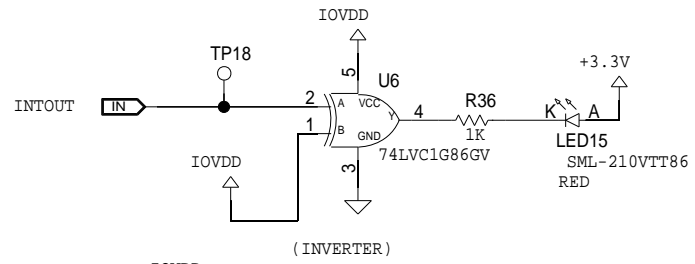 IOVDD
TP18
+3.3V
5
U6
INTOUT
IN
2
A
VCC
4
R36
K
A
1
B
Y
GND
1K
LED15
74LVC1G86GV
SML-210VTT86
IOVDD
3
RED
(INVERTER)